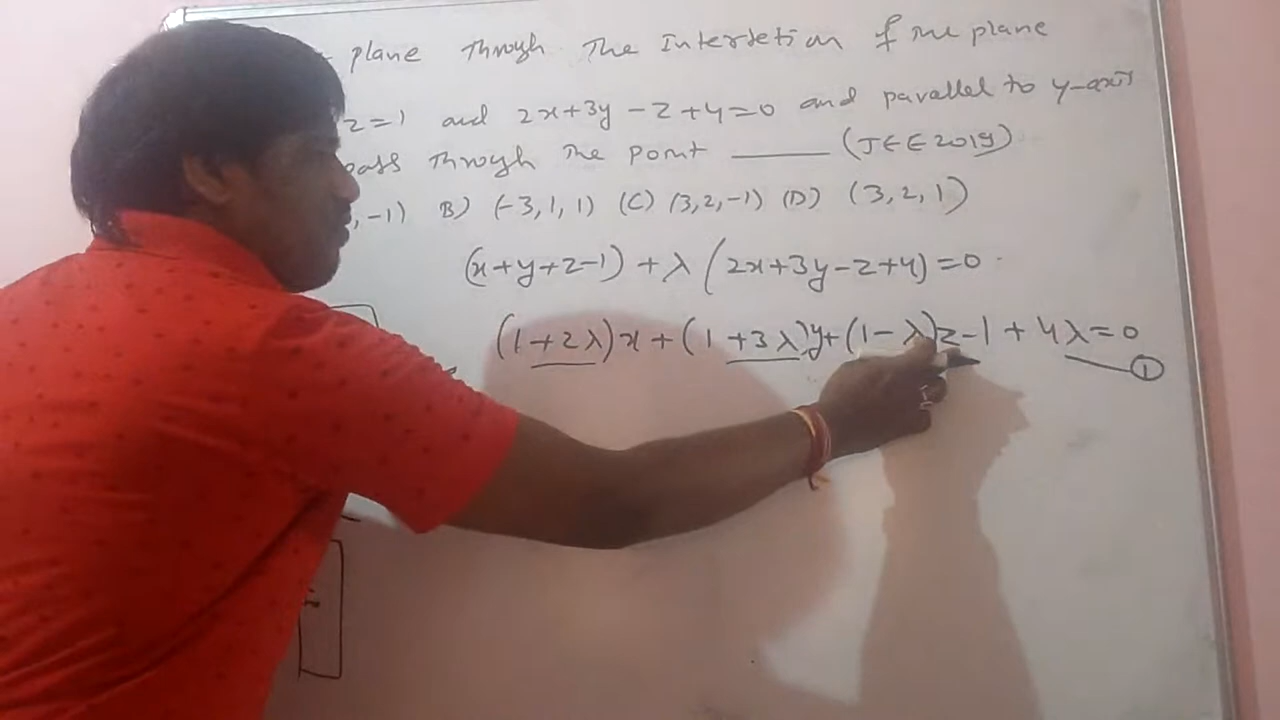 plane Through The Intersetion of the plane
z=1 and 2x+3y-z+4=0 and parallel to y-axis
pass through the point ______ (JEE 2019)
, -1) B) (-3, 1, 1) (C) (3, 2, -1) (D) (3, 2, 1)
(x+y+z-1) + λ (2x+3y-z+4) = 0
(1+2λ)x + (1+3λ)y + (1-λ)z - 1 + 4λ = 0
①